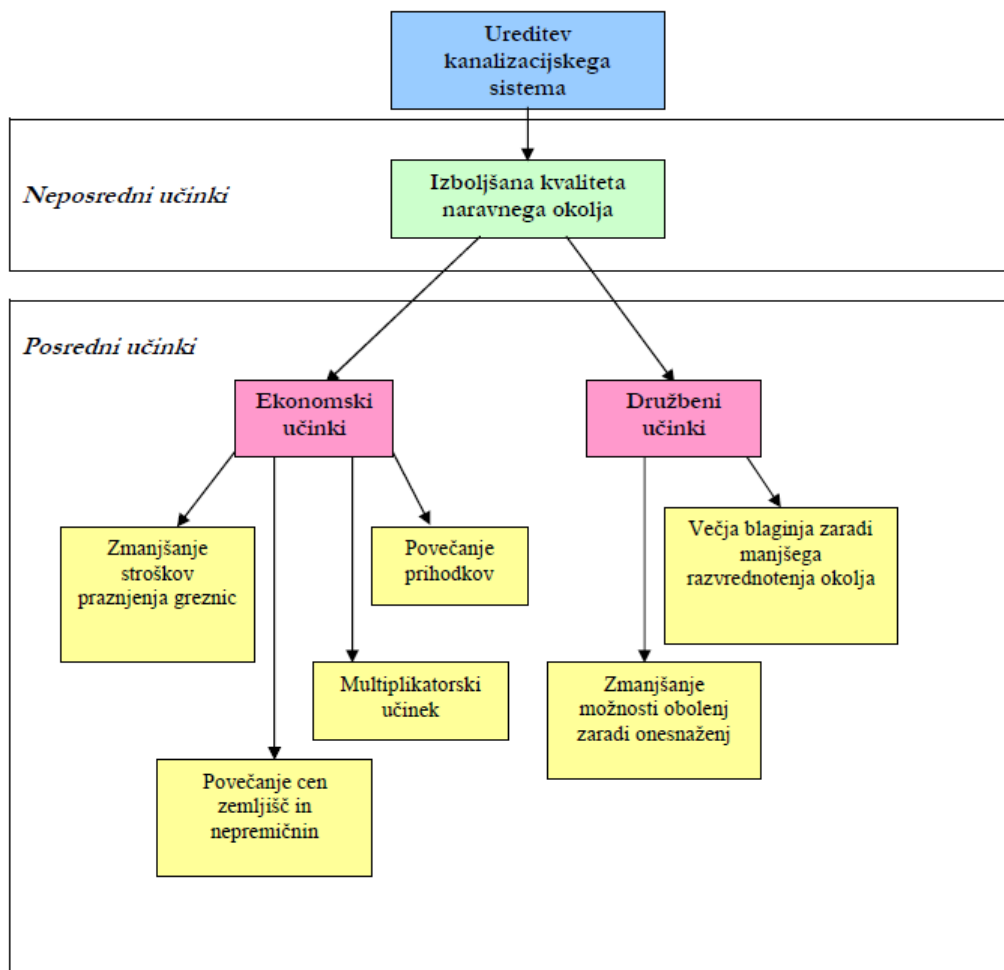 Ureditev
kanalizacijskega
sistema
Neposredni učinki
Izboljšana kvaliteta
naravnega okolja
Posredni učinki
Ekonomski
učinki
Družbeni
učinki
Zmanjšanje
stroškov
praznjenja greznic
Povečanje
prihodkov
Večja blaginja zaradi
manjšega
razvrednotenja okolja
Multiplikatorski
učinek
Zmanjšanje
možnosti obolenj
zaradi onesnaženj
Povečanje cen
zemljišč in
nepremičnin